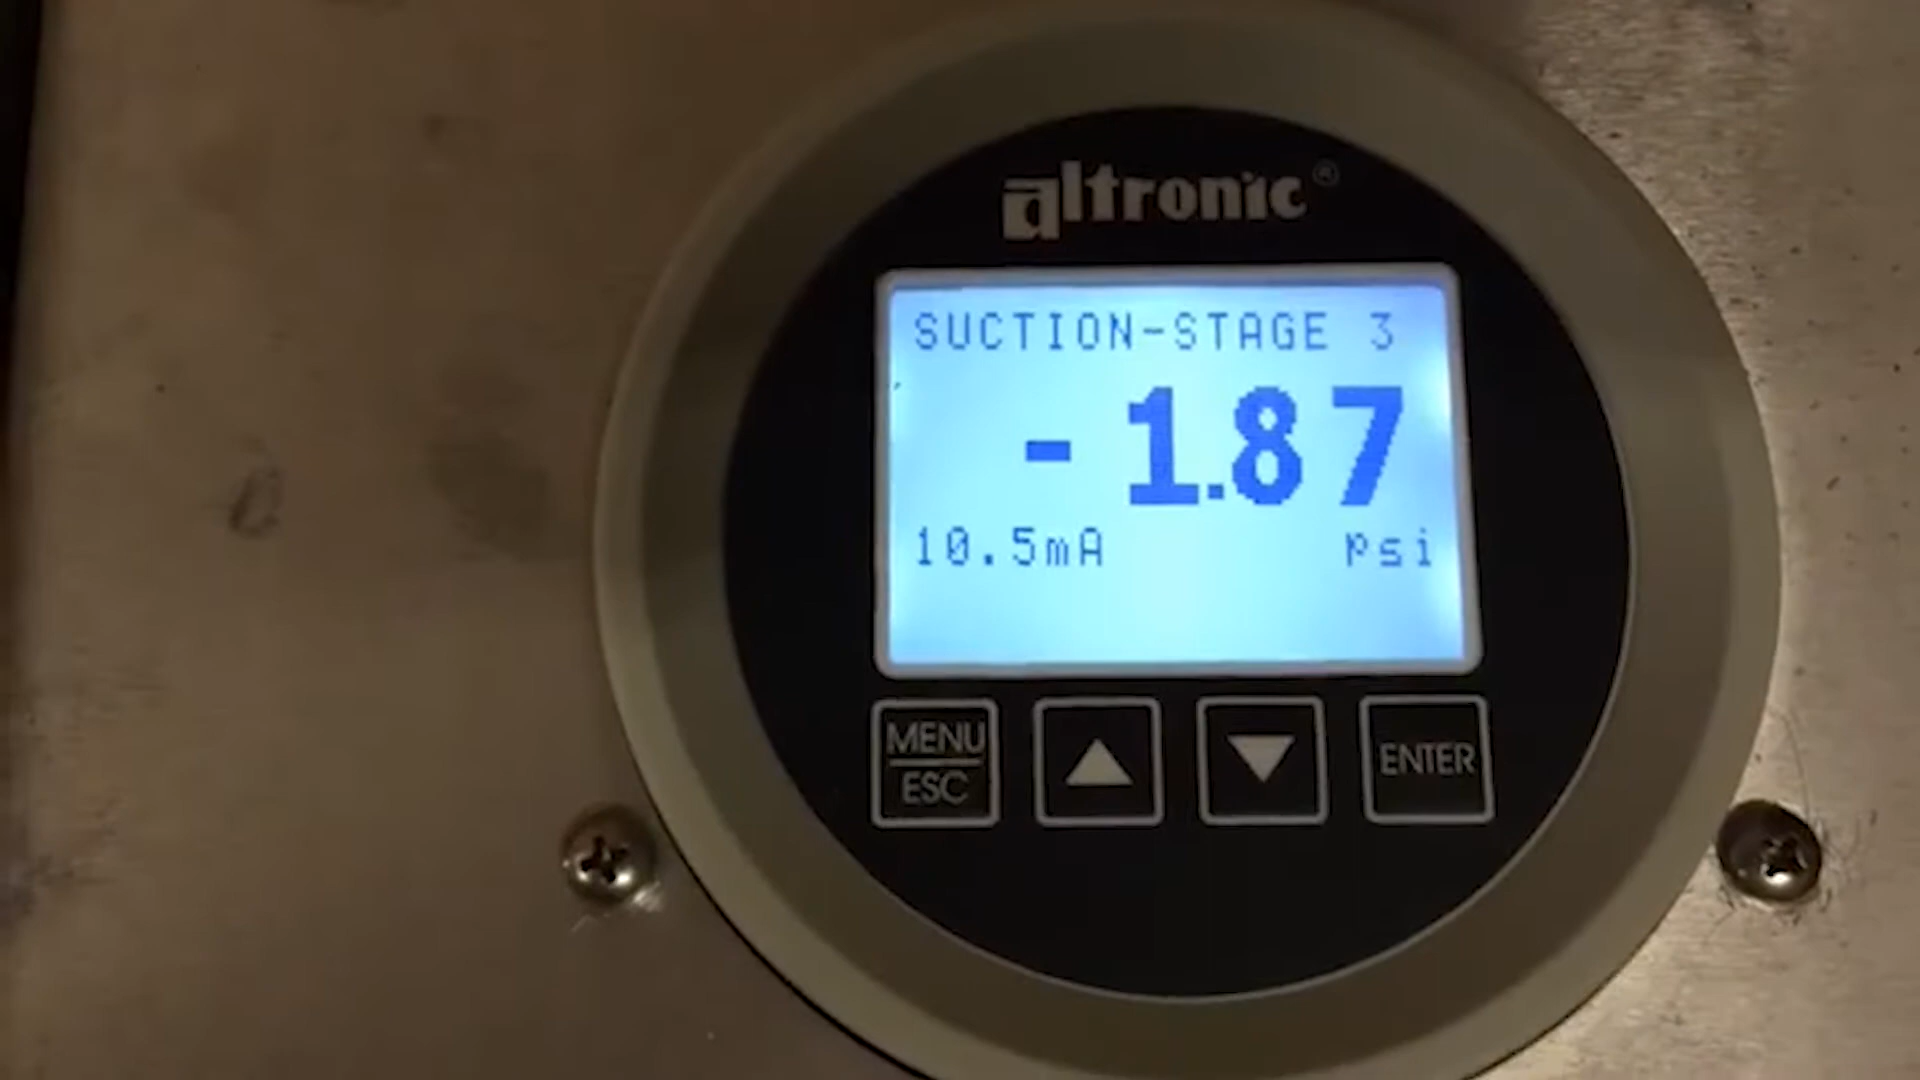 altronic®
SUCTION-STAGE 3
- 1.87
10.5mA psi
MENU
ESC
ENTER